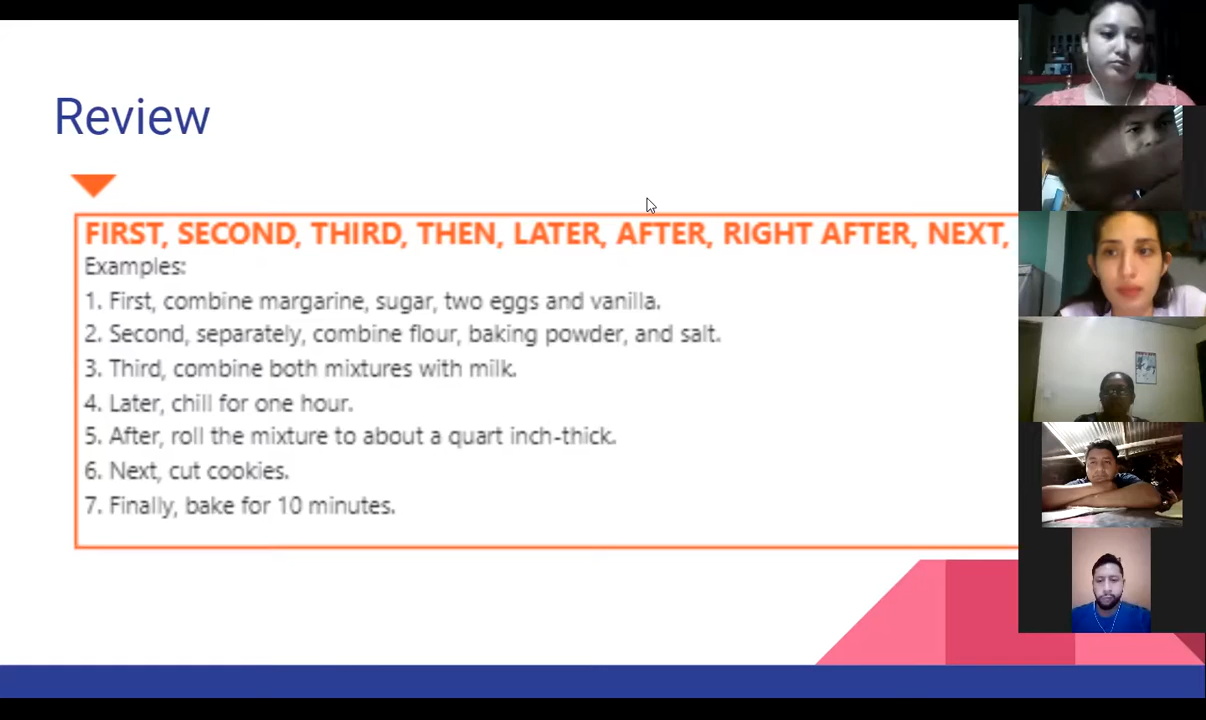 Review
FIRST, SECOND, THIRD, THEN, LATER, AFTER, RIGHT AFTER, NEXT,
Examples:
1. First, combine margarine, sugar, two eggs and vanilla.
2. Second, separately, combine flour, baking powder, and salt.
3. Third, combine both mixtures with milk.
4. Later, chill for one hour.
5. After, roll the mixture to about a quart inch-thick.
6. Next, cut cookies.
7. Finally, bake for 10 minutes.